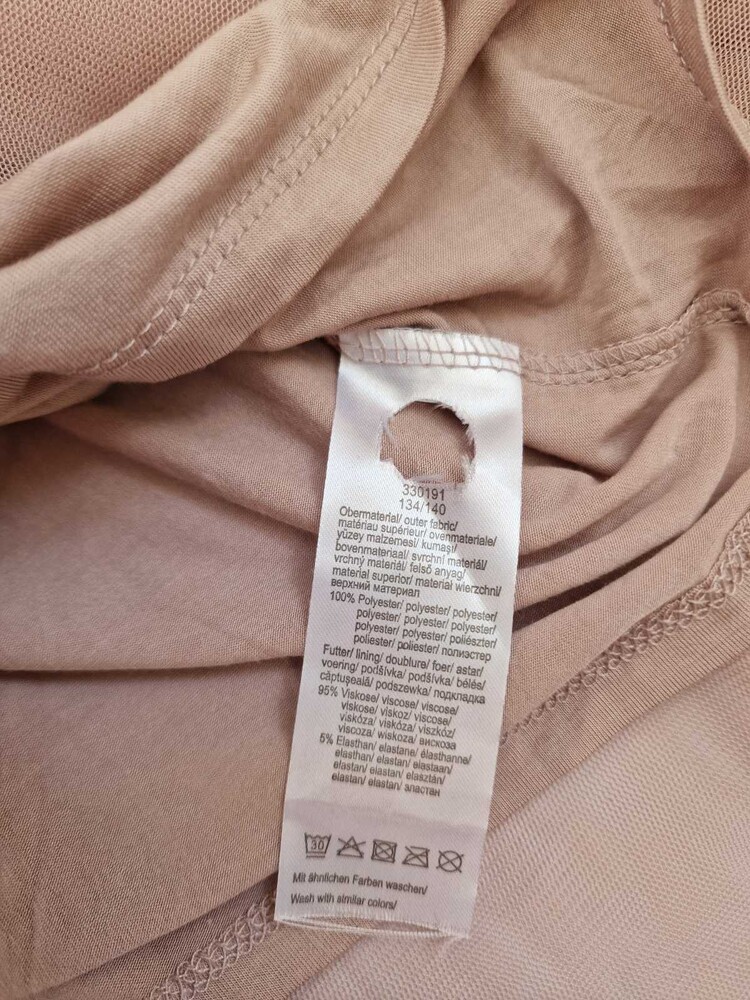 330191
134/140
Obermaterial/ outer fabric/
matériau supérieur/ ovenmateriale/
yüzey malzemesi/ kumaşı/
bovenmateriaal/ svrchní materiál/
vrchný materiál/ felső anyag/
material superior/ materiał wierzchni/
верхний материал
100% Polyester/ polyester/ polyester/
polyester/ polyester/ polyester/
polyester/ polyester/ poliészter/
poliester/ poliester/ полиэстер
Futter/ lining/ doublure/ foer/ astar/
voering/ podšívka/ podšívka/ bélés/
căptușeală/ podszewka/ подкладка
95% Viskose/ viscose/ viscose/
viskose/ viskoz/ viscose/
viskóza/ viskóza/ viszkóz/
viscoza/ wiskoza/ вискоза
5% Elasthan/ elastane/ élasthanne/
elasthan/ elastan/ elastaan/
elastan/ elastan/ elasztán/
elastan/ elastan/ эластан
30
Mit ähnlichen Farben waschen/
Wash with similar colors/